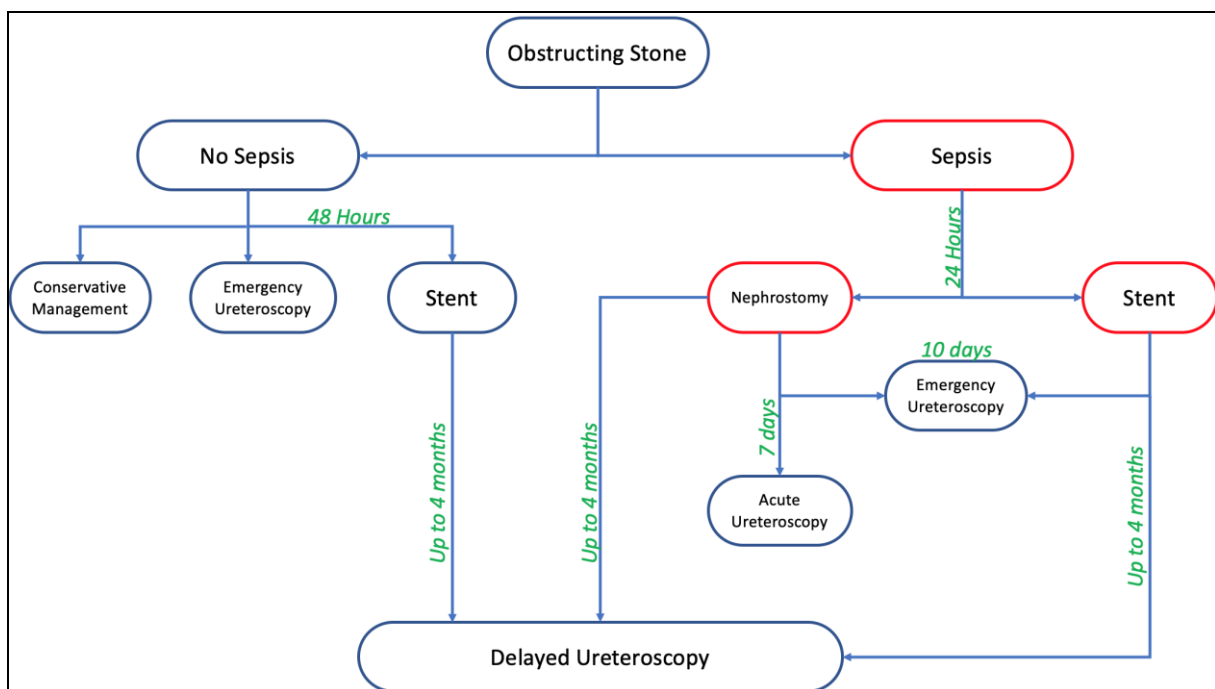 Obstructing Stone
No Sepsis
Sepsis
48 Hours
24 Hours
Conservative
Management
Emergency
Ureteroscopy
Stent
Nephrostomy
Stent
10 days
Emergency
Ureteroscopy
7 days
Acute
Ureteroscopy
Up to 4 months
Up to 4 months
Up to 4 months
Delayed Ureteroscopy